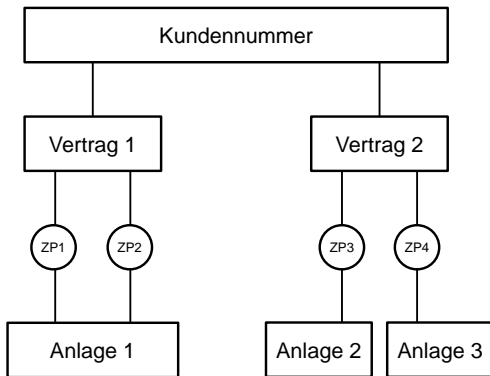 Kundennummer
Vertrag 1
Vertrag 2
ZP1
ZP2
ZP3
ZP4
Anlage 1
Anlage 2
Anlage 3